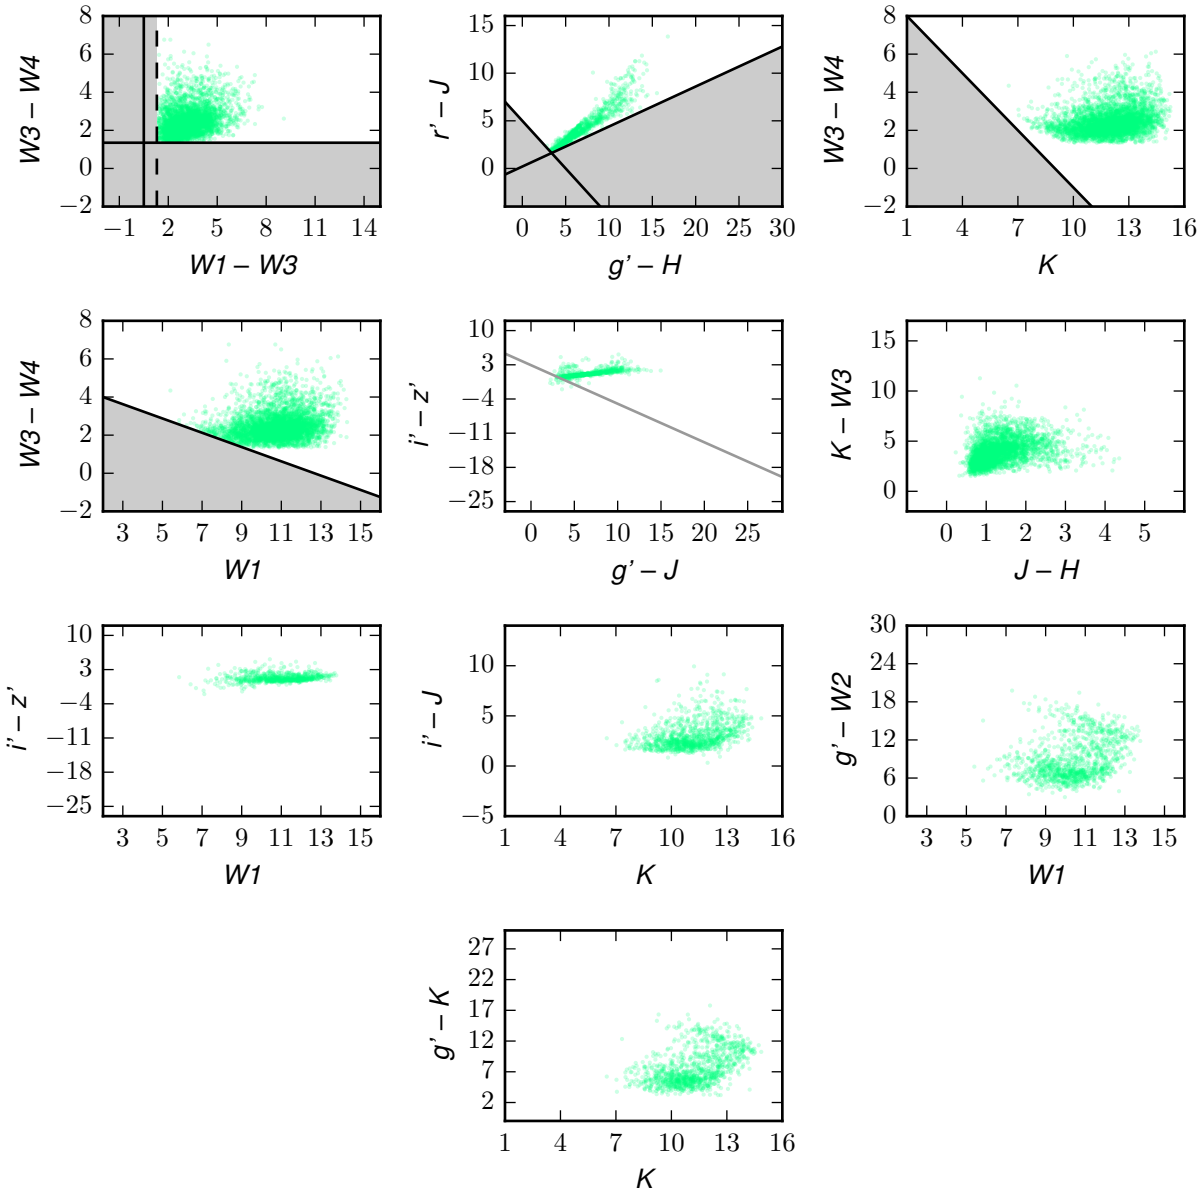 8
6
4
2
0
−2
W3 – W4
−1 2 5 8 11 14
W1 – W3
15
10
5
0
r' – J
0 5 10 15 20 25 30
g' – H
8
6
4
2
0
−2
W3 – W4
1 4 7 10 13 16
K
8
6
4
2
0
−2
W3 – W4
3 5 7 9 11 13 15
W1
10
3
−4
−11
−18
−25
i' – z'
0 5 10 15 20 25
g' – J
15
10
5
0
K – W3
0 1 2 3 4 5
J – H
10
3
−4
−11
−18
−25
i' – z'
3 5 7 9 11 13 15
W1
10
5
0
−5
i' – J
1 4 7 10 13 16
K
30
24
18
12
6
0
g' – W2
3 5 7 9 11 13 15
W1
27
22
17
12
7
2
g' – K
1 4 7 10 13 16
K